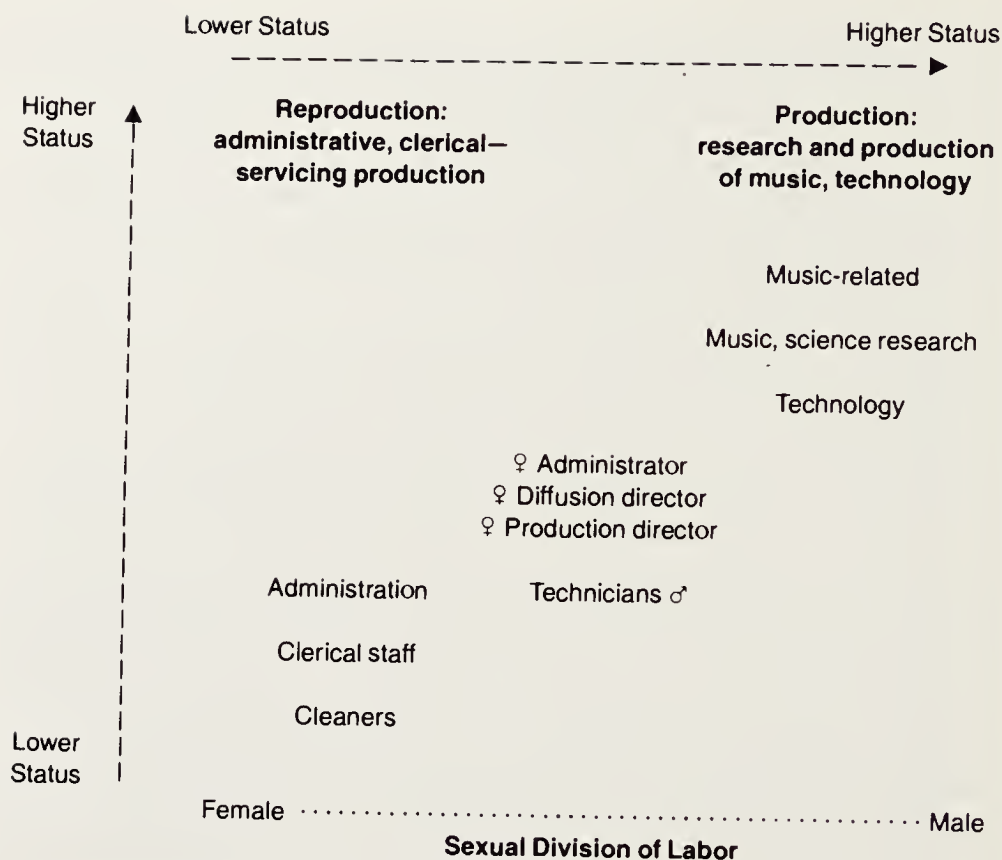 Lower Status
Higher Status
Higher
Status
Reproduction:
administrative, clerical—
servicing production
Production:
research and production
of music, technology
Music-related
Music, science research
Technology
♀ Administrator
♀ Diffusion director
♀ Production director
Administration
Technicians ♂
Clerical staff
Cleaners
Lower
Status
Female
Male
Sexual Division of Labor